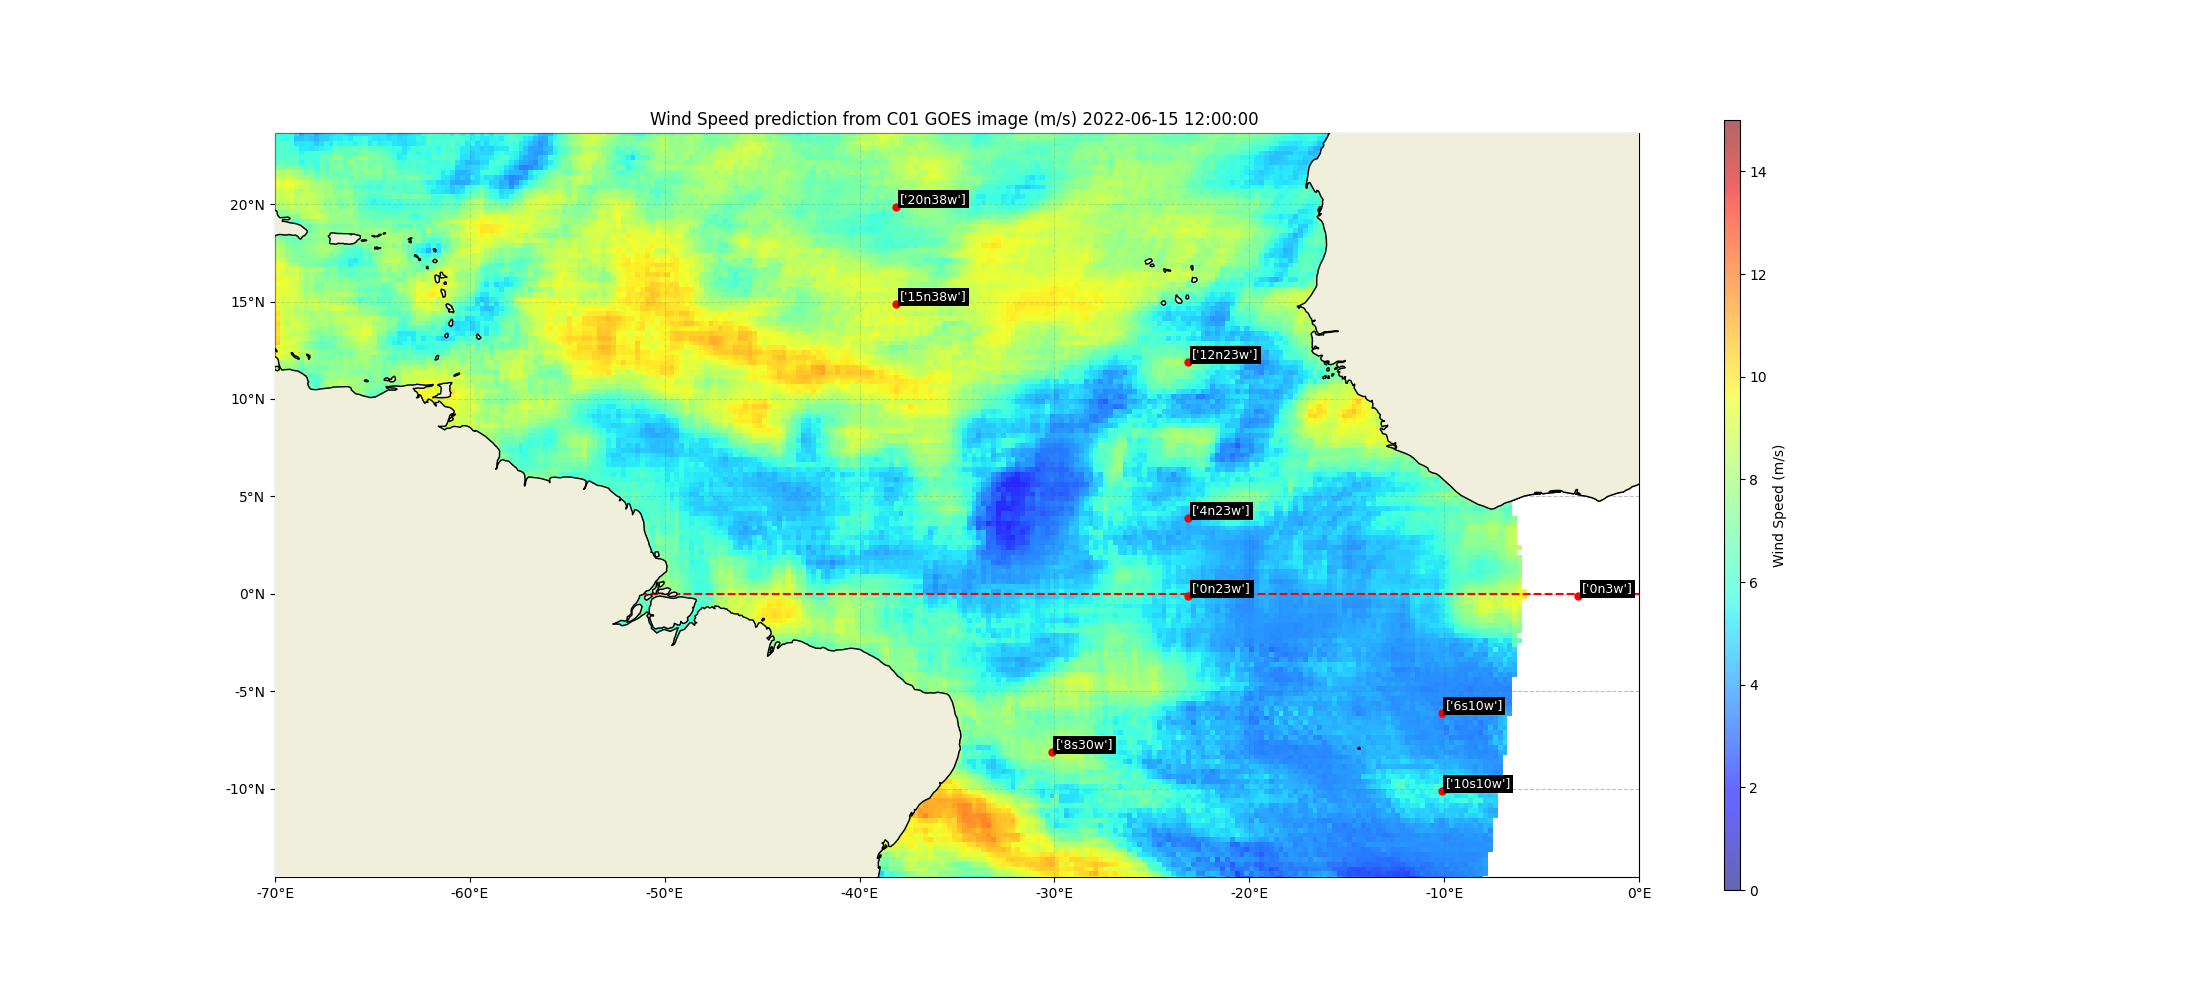 Wind Speed prediction from C01 GOES image (m/s) 2022-06-15 12:00:00
20°N
15°N
10°N
5°N
0°N
-5°N
-10°N
-70°E
-60°E
-50°E
-40°E
-30°E
-20°E
-10°E
0°E
['20n38w']
['15n38w']
['12n23w']
['4n23w']
['0n23w']
['0n3w']
['6s10w']
['8s30w']
['10s10w']
14
12
10
8
6
4
2
0
Wind Speed (m/s)